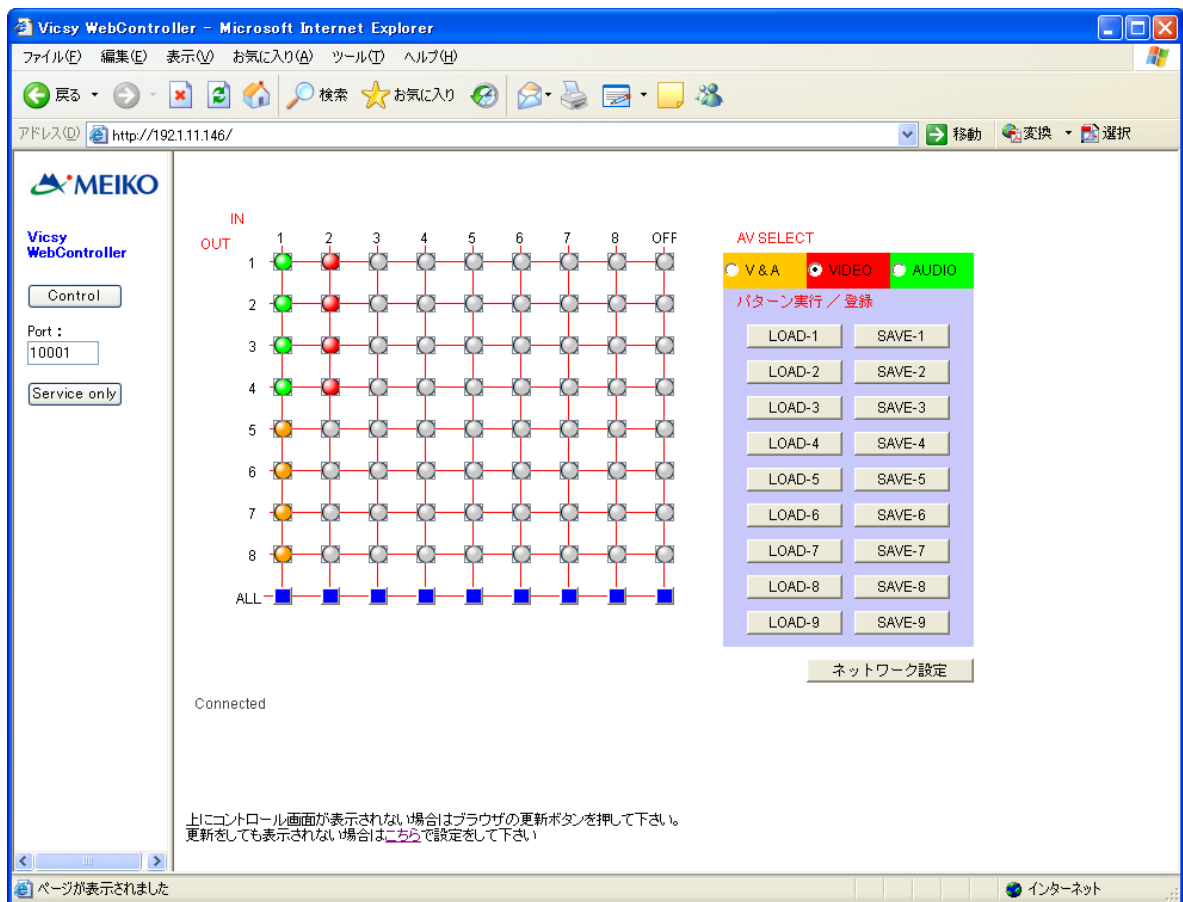 Vicsy WebController - Microsoft Internet Explorer
ファイル(F) 編集(E) 表示(V) お気に入り(A) ツール(T) ヘルプ(H)
戻る 検索 お気に入り
アドレス(D) http://192.1.11.146/ 移動 変換 選択
MEIKO
Vicsy
WebController
Control
Port :
10001
Service only
IN
OUT 1 2 3 4 5 6 7 8 OFF
1
2
3
4
5
6
7
8
ALL
AV SELECT
V & A VIDEO AUDIO
パターン実行 / 登録
LOAD-1 SAVE-1
LOAD-2 SAVE-2
LOAD-3 SAVE-3
LOAD-4 SAVE-4
LOAD-5 SAVE-5
LOAD-6 SAVE-6
LOAD-7 SAVE-7
LOAD-8 SAVE-8
LOAD-9 SAVE-9
ネットワーク設定
Connected
上にコントロール画面が表示されない場合はブラウザの更新ボタンを押して下さい。
更新をしても表示されない場合はこちらで設定をして下さい
ページが表示されました インターネット